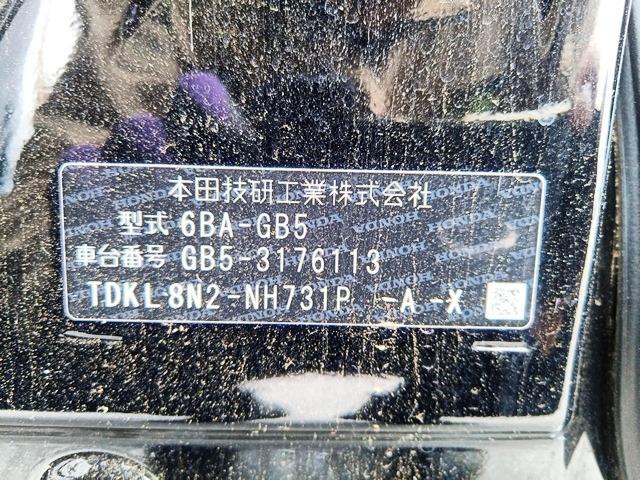 本田技研工業株式会社
型式 6BA-GB5
車台番号 GB5-3176113
TDKL8N2-NH731P -A -X